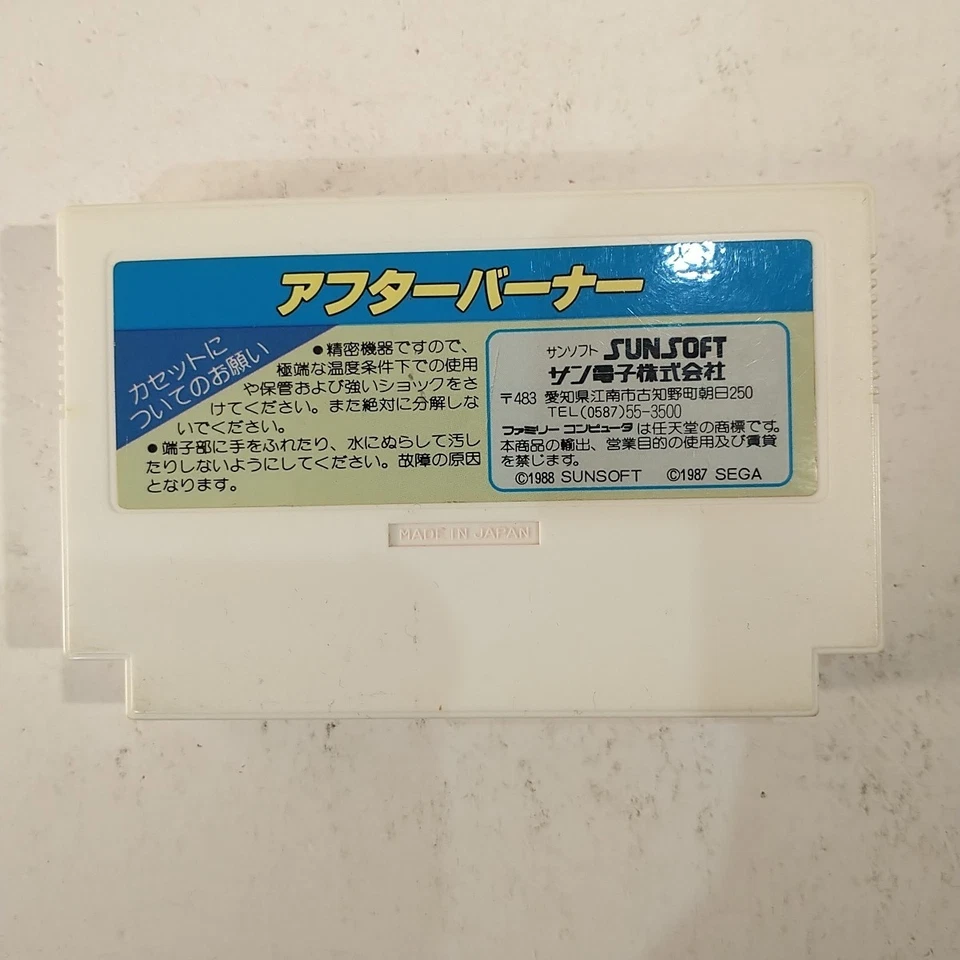 アフターバーナー
カセットに
ついてのお願い
●精密機器ですので、
極端な温度条件下での使用
や保管および強いショックをさ
けてください。また絶対に分解しな
いでください。
●端子部に手をふれたり、水にぬらして汚し
たりしないようにしてください。故障の原因
となります。
サンソフト SUNSOFT
サン電子株式会社
〒483 愛知県江南市古知野町朝日250
TEL(0587)55-3500
ファミリー コンピュータ は任天堂の商標です。
本商品の輸出、営業目的の使用及び賃貸
を禁じます。
©1988 SUNSOFT ©1987 SEGA
MADE IN JAPAN